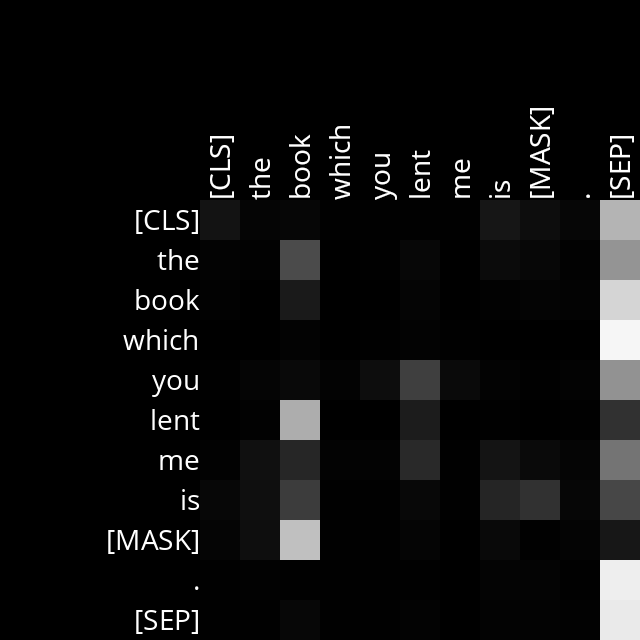 [CLS] the book which you lent me is [MASK] . [SEP]
[CLS]
the
book
which
you
lent
me
is
[MASK]
.
[SEP]